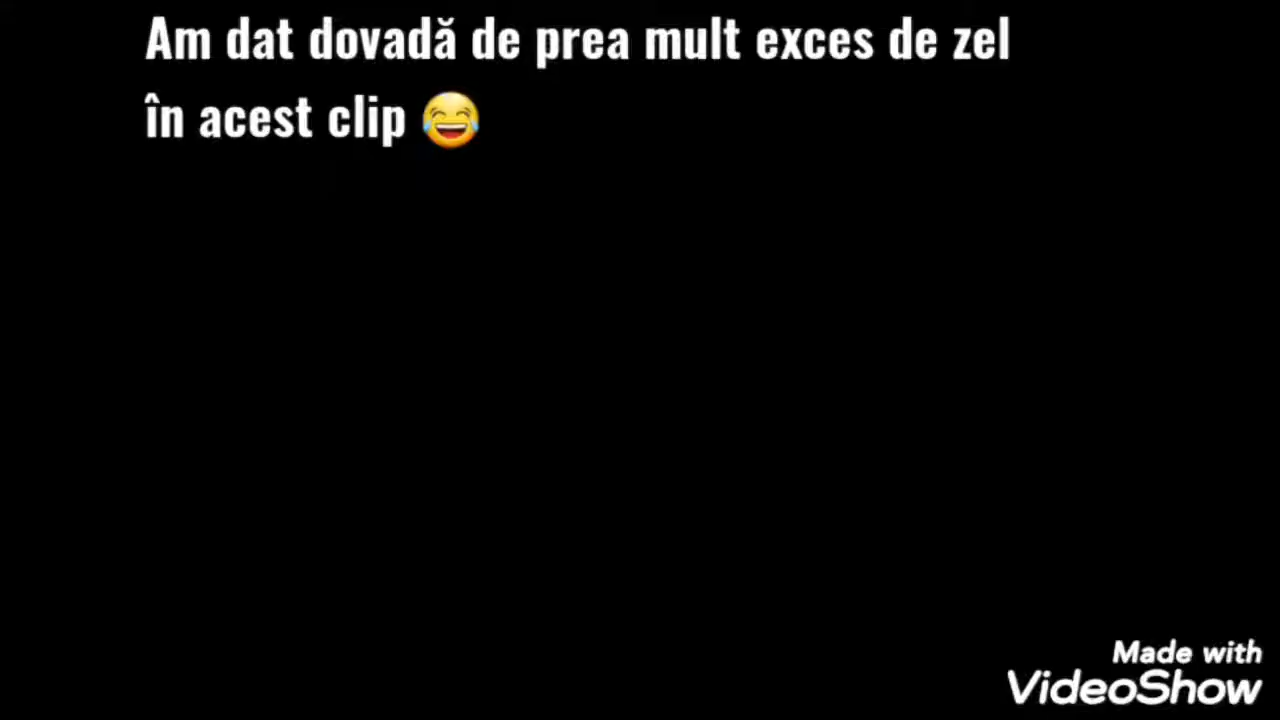 Am dat dovadă de prea mult exces de zel
în acest clip 😂
Made with
VideoShow